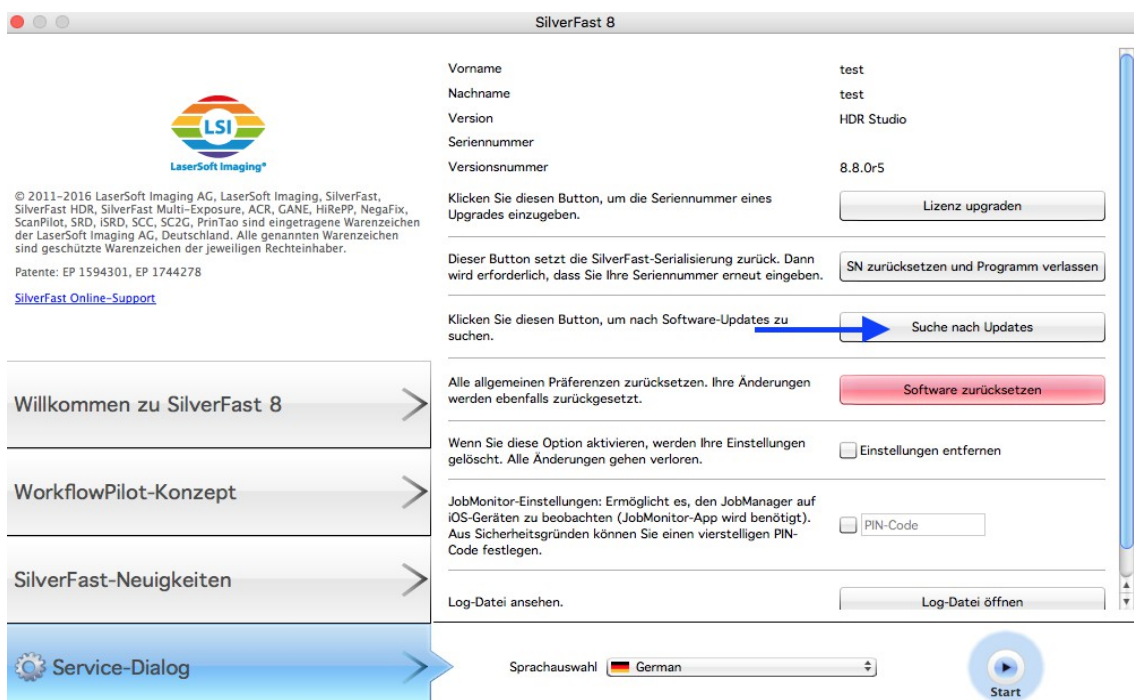 SilverFast 8
LSI
LaserSoft Imaging®
© 2011–2016 LaserSoft Imaging AG, LaserSoft Imaging, SilverFast,
SilverFast HDR, SilverFast Multi-Exposure, ACR, GANE, HiRePP, NegaFix,
ScanPilot, SRD, iSRD, SCC, SC2G, PrinTao sind eingetragene Warenzeichen
der LaserSoft Imaging AG, Deutschland. Alle genannten Warenzeichen
sind geschützte Warenzeichen der jeweiligen Rechteinhaber.
Patente: EP 1594301, EP 1744278
SilverFast Online-Support
Willkommen zu SilverFast 8
WorkflowPilot-Konzept
SilverFast-Neuigkeiten
Service-Dialog
Vorname test
Nachname test
Version HDR Studio
Seriennummer
Versionsnummer 8.8.0r5
Klicken Sie diesen Button, um die Seriennummer eines
Upgrades einzugeben.
Lizenz upgraden
Dieser Button setzt die SilverFast-Serialisierung zurück. Dann
wird erforderlich, dass Sie Ihre Seriennummer erneut eingeben.
SN zurücksetzen und Programm verlassen
Klicken Sie diesen Button, um nach Software-Updates zu
suchen.
Suche nach Updates
Alle allgemeinen Präferenzen zurücksetzen. Ihre Änderungen
werden ebenfalls zurückgesetzt.
Software zurücksetzen
Wenn Sie diese Option aktivieren, werden Ihre Einstellungen
gelöscht. Alle Änderungen gehen verloren.
Einstellungen entfernen
JobMonitor-Einstellungen: Ermöglicht es, den JobManager auf
iOS-Geräten zu beobachten (JobMonitor-App wird benötigt).
Aus Sicherheitsgründen können Sie einen vierstelligen PIN-
Code festlegen.
PIN-Code
Log-Datei ansehen.
Log-Datei öffnen
Sprachauswahl German
Start